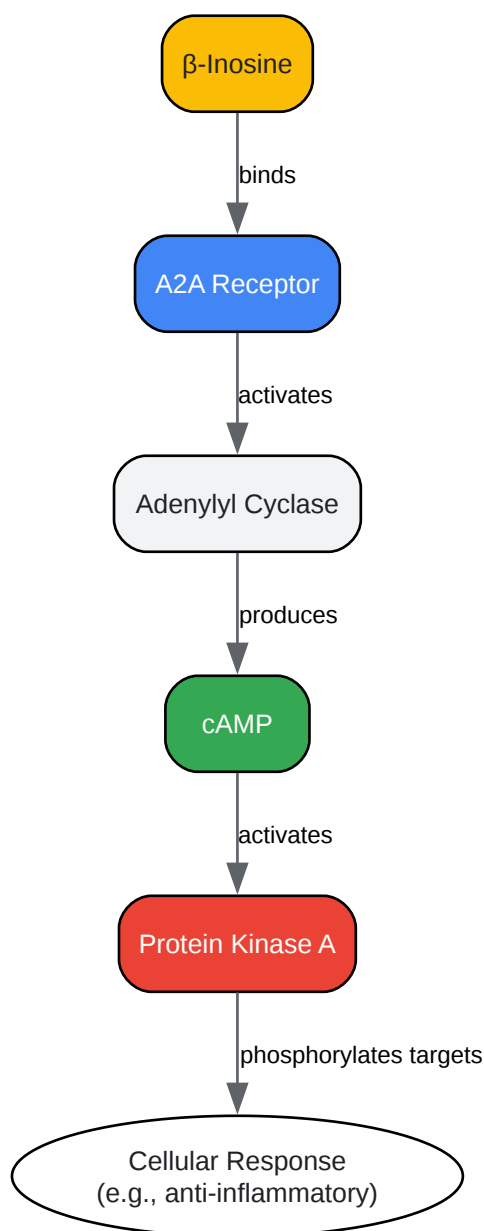 β-Inosine
binds
A2A Receptor
activates
Adenylyl Cyclase
produces
cAMP
activates
Protein Kinase A
phosphorylates targets
Cellular Response
(e.g., anti-inflammatory)